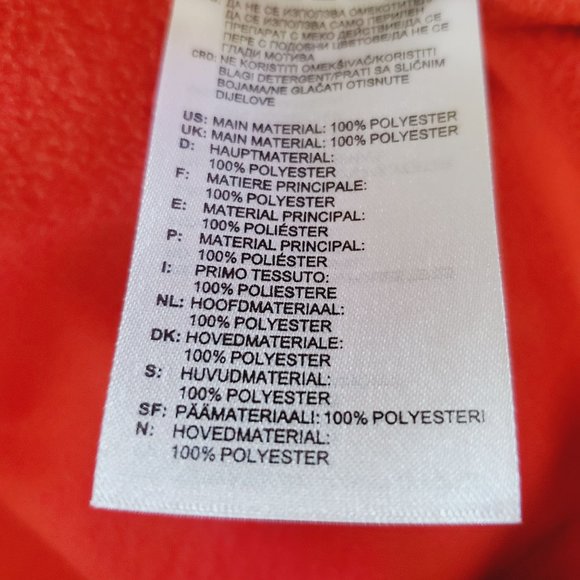 ДА НЕ СЕ ИЗПОЛЗВА ОМЕКОТИТЕЛ
СЕ ИЗПОЛЗВА САМО ПЕРИЛЕН
ПРЕПАРАТ С МЕКО ДЕЙСТВИЕ/ДА СЕ
ПЕРЕ С ПОДОБНИ ЦВЕТОВЕ/ДА НЕ СЕ
ГЛАДИ МОТИВА
CRD: NE KORISTITI OMEKŠIVAČ/KORISTITI
BLAGI DETERGENT/PRATI SA SLIČNIM
BOJAMA/NE GLAČATI OTISNUTE
DIJELOVE
US: MAIN MATERIAL: 100% POLYESTER
UK: MAIN MATERIAL: 100% POLYESTER
D: HAUPTMATERIAL:
100% POLYESTER
F: MATIERE PRINCIPALE:
100% POLYESTER
E: MATERIAL PRINCIPAL:
100% POLIÉSTER
P: MATERIAL PRINCIPAL:
100% POLIÉSTER
I: PRIMO TESSUTO:
100% POLIESTERE
NL: HOOFDMATERIAAL:
100% POLYESTER
DK: HOVEDMATERIALE:
100% POLYESTER
S: HUVUDMATERIAL:
100% POLYESTER
SF: PÄÄMATERIAALI: 100% POLYESTERI
N: HOVEDMATERIAL:
100% POLYESTER